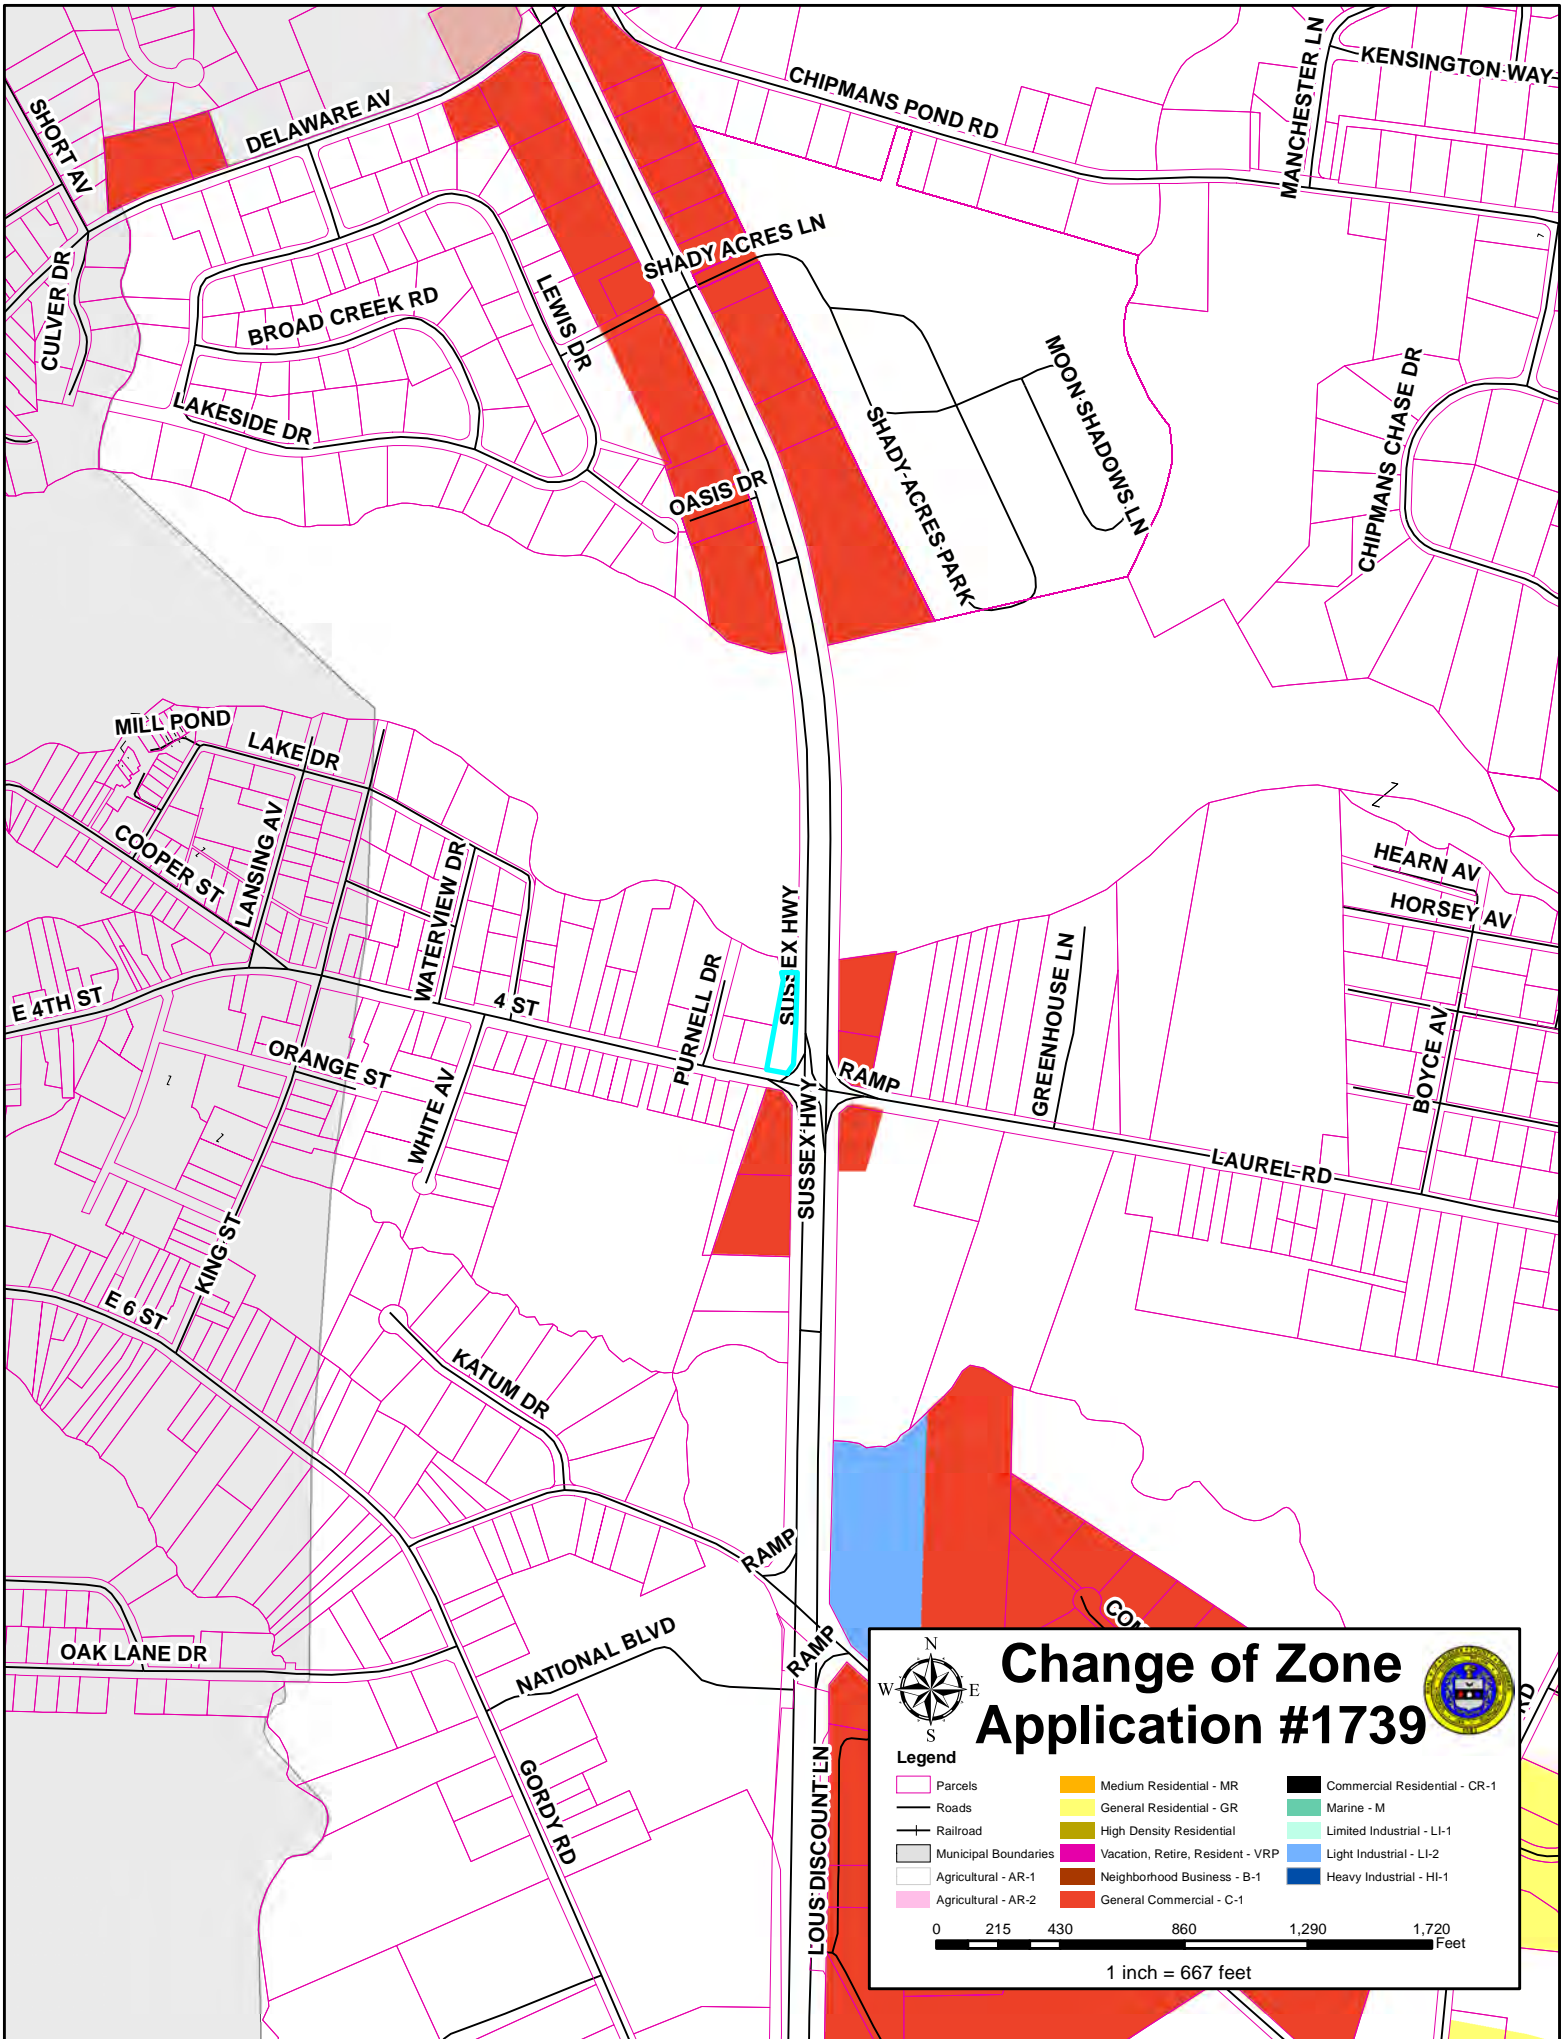 KENSINGTON WAY
MANCHESTER LN
CHIPMANS POND RD
SHORT AV
DELAWARE AV
SHADY ACRES LN
CULVER DR
BROAD CREEK RD
LEWIS DR
MOON SHADOWS LN
CHIPMANS CHASE DR
LAKESIDE DR
SHADY ACRES PARK
OASIS DR
MILL POND
LAKE DR
LANSING AV
COOPER ST
WATERVIEW DR
HEARN AV
HORSEY AV
SUSSEX HWY
GREENHOUSE LN
E 4TH ST
4 ST
PURNELL DR
BOYCE AV
ORANGE ST
WHITE AV
RAMP
SUSSEX HWY
LAUREL RD
KING ST
E 6 ST
KATUM DR
RAMP
COM
OAK LANE DR
NATIONAL BLVD
RAMP
RD
GORDY RD
LOUS DISCOUNT LN
N
W E
S
Change of Zone
Application #1739
Legend
Parcels
Roads
Railroad
Municipal Boundaries
Agricultural - AR-1
Agricultural - AR-2
Medium Residential - MR
General Residential - GR
High Density Residential
Vacation, Retire, Resident - VRP
Neighborhood Business - B-1
General Commercial - C-1
Commercial Residential - CR-1
Marine - M
Limited Industrial - LI-1
Light Industrial - LI-2
Heavy Industrial - HI-1
0 215 430 860 1,290 1,720
Feet
1 inch = 667 feet